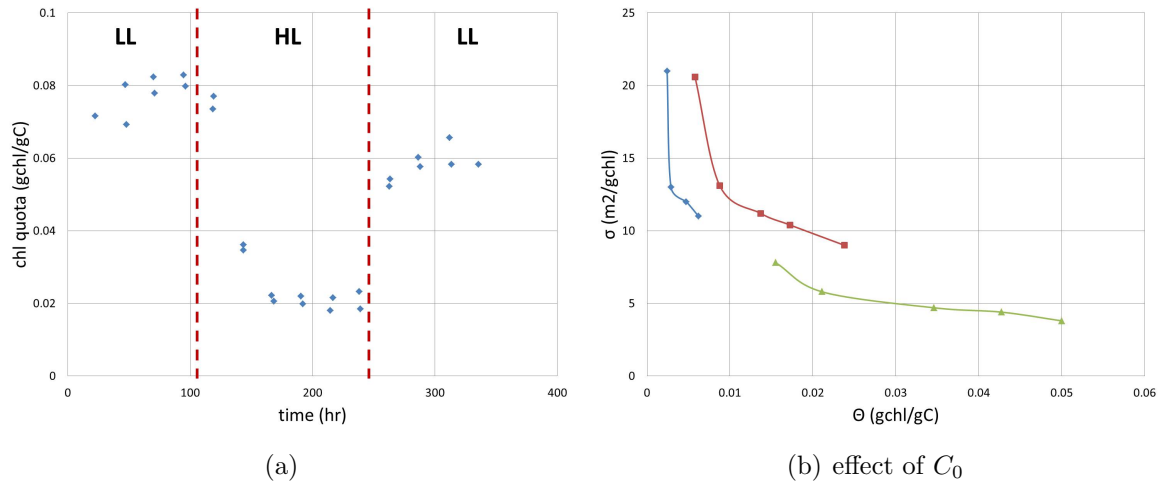 0.1
0.08
0.06
0.04
0.02
0
chl quota (gchl/gC)
LL
HL
LL
0
100
200
300
400
time (hr)
(a)
25
20
15
10
5
0
σ (m2/gchl)
0
0.01
0.02
0.03
0.04
0.05
0.06
Θ (gchl/gC)
(b) effect of C₀